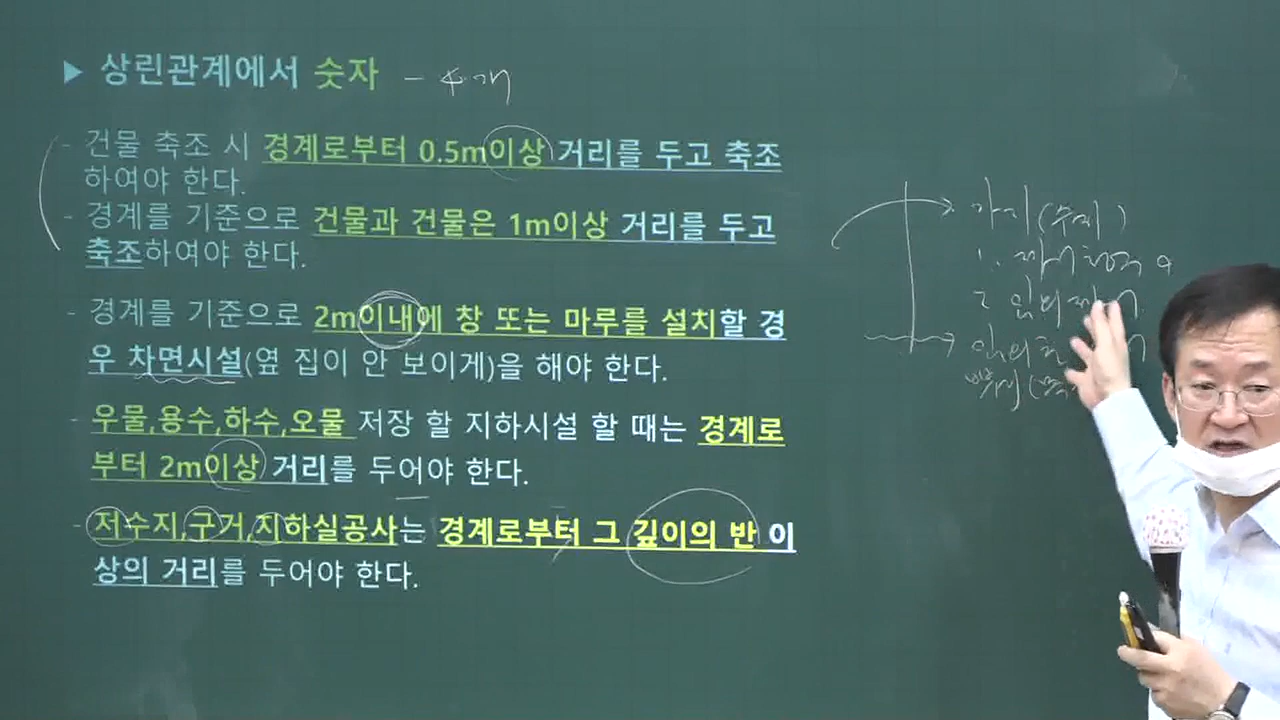 ▶ 상린관계에서 숫자 - 4개
- 건물 축조 시 경계로부터 0.5m이상 거리를 두고 축조
하여야 한다.
- 경계를 기준으로 건물과 건물은 1m이상 거리를 두고
축조하여야 한다.
- 경계를 기준으로 2m이내에 창 또는 마루를 설치할 경
우 차면시설(옆 집이 안 보이게)을 해야 한다.
- 우물,용수,하수,오물 저장 할 지하시설 할 때는 경계로
부터 2m이상 거리를 두어야 한다.
- 저수지,구거,지하실공사는 경계로부터 그 깊이의 반 이
상의 거리를 두어야 한다.
가지
1.
2